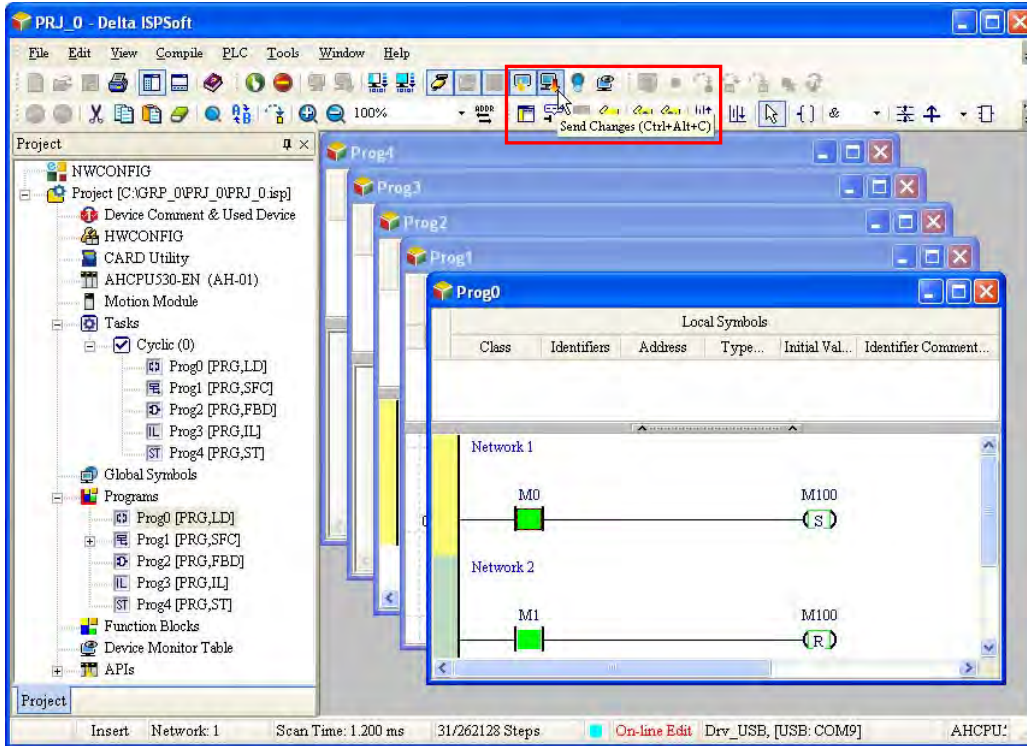 PRJ_0 - Delta ISPSoft
File Edit View Compile PLC Tools Window Help
100% ADDR &
Send Changes (Ctrl+Alt+C)
Project
NWCONFIG
Project [C:\GRP_0\PRJ_0\PRJ_0.isp]
Device Comment & Used Device
HWCONFIG
CARD Utility
AHCPU530-EN (AH-01)
Motion Module
Tasks
Cyclic (0)
Prog0 [PRG,LD]
Prog1 [PRG,SFC]
Prog2 [PRG,FBD]
Prog3 [PRG,IL]
Prog4 [PRG,ST]
Global Symbols
Programs
Prog0 [PRG,LD]
Prog1 [PRG,SFC]
Prog2 [PRG,FBD]
Prog3 [PRG,IL]
Prog4 [PRG,ST]
Function Blocks
Device Monitor Table
APIs
Project
Prog4
Prog3
Prog2
Prog1
Prog0
Local Symbols
Class Identifiers Address Type... Initial Val... Identifier Comment...
Network 1
M0 M100
S
Network 2
M1 M100
R
Insert Network: 1 Scan Time: 1.200 ms 31/262128 Steps On-line Edit Drv_USB, [USB: COM9]